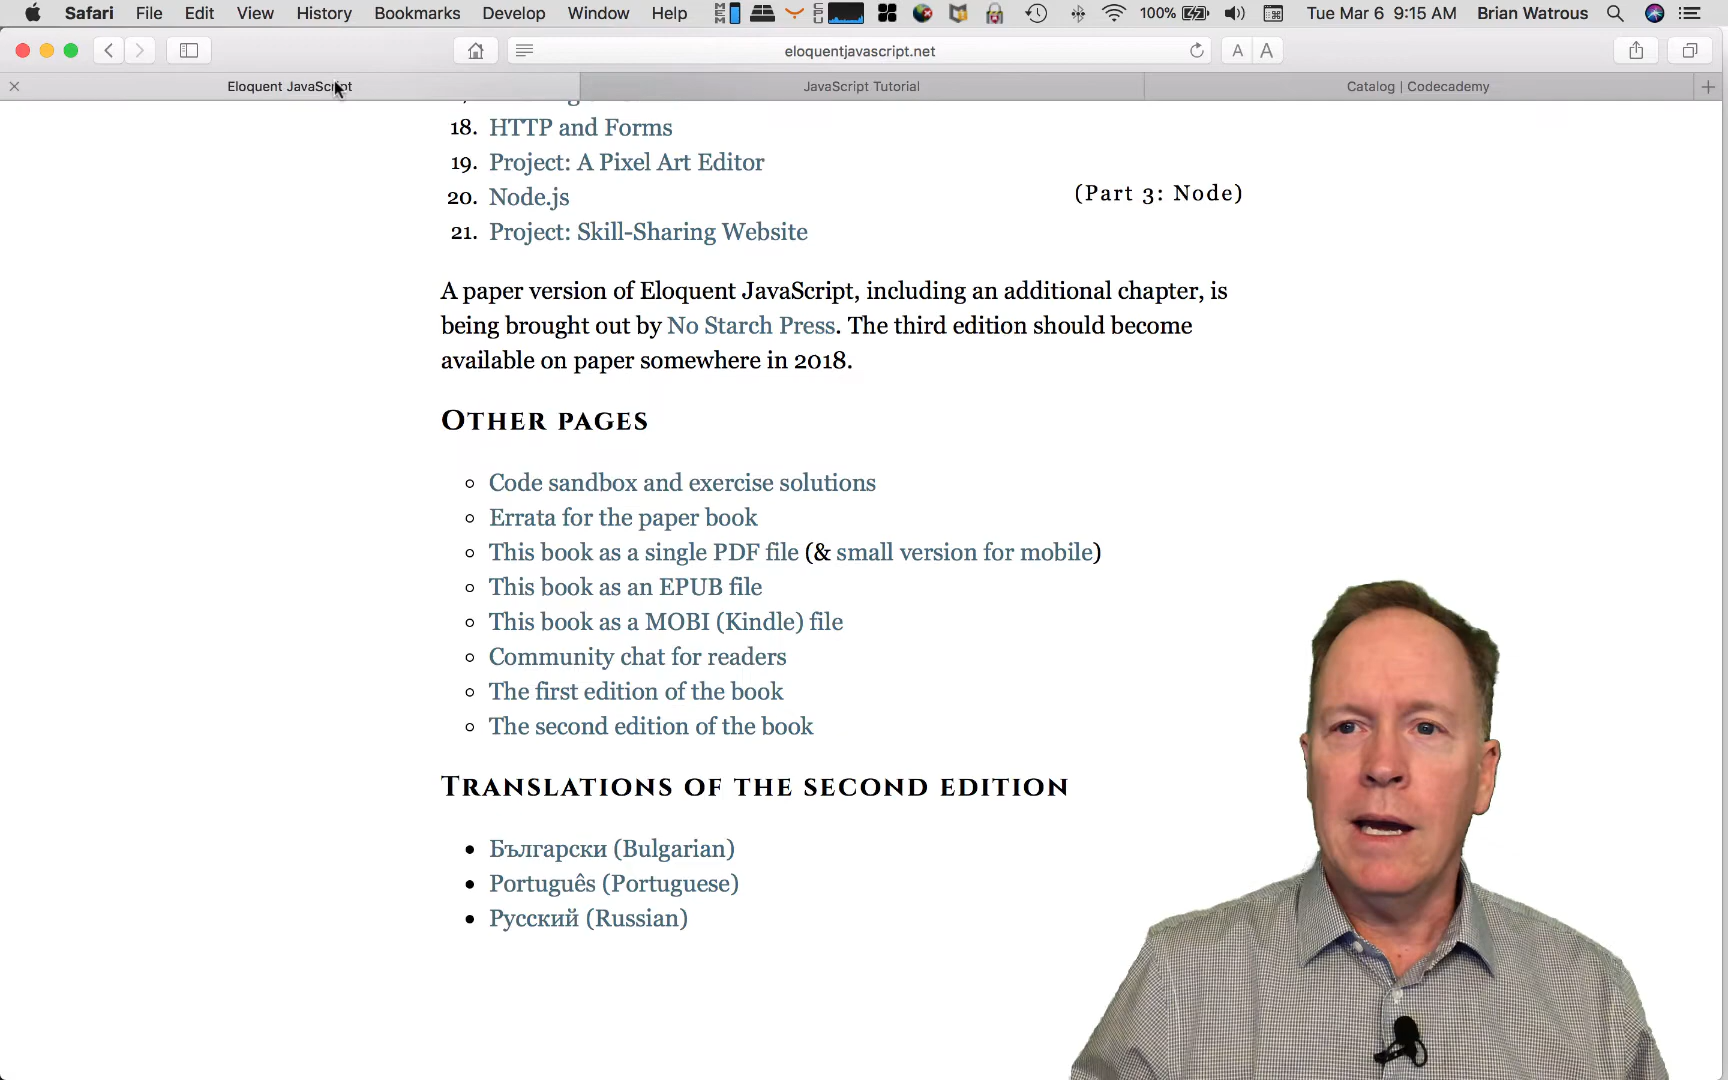 Safari File Edit View History Bookmarks Develop Window Help MEM CPU 100% Tue Mar 6 9:15 AM Brian Watrous
eloquentjavascript.net A A
Eloquent JavaScript JavaScript Tutorial Catalog | Codecademy
18. HTTP and Forms
19. Project: A Pixel Art Editor
20. Node.js (Part 3: Node)
21. Project: Skill-Sharing Website
A paper version of Eloquent JavaScript, including an additional chapter, is
being brought out by No Starch Press. The third edition should become
available on paper somewhere in 2018.
OTHER PAGES
Code sandbox and exercise solutions
Errata for the paper book
This book as a single PDF file (& small version for mobile)
This book as an EPUB file
This book as a MOBI (Kindle) file
Community chat for readers
The first edition of the book
The second edition of the book
TRANSLATIONS OF THE SECOND EDITION
Български (Bulgarian)
Português (Portuguese)
Русский (Russian)